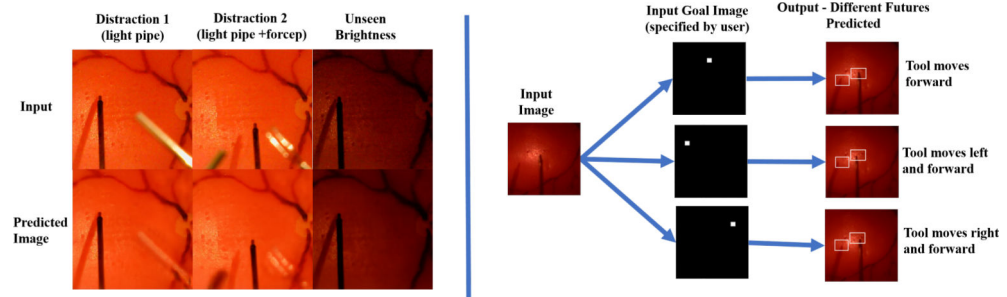 Distraction 1
(light pipe)
Distraction 2
(light pipe +forcep)
Unseen
Brightness
Input
Predicted
Image
Input Goal Image
(specified by user)
Output - Different Futures
Predicted
Input
Image
Tool moves
forward
Tool moves left
and forward
Tool moves right
and forward